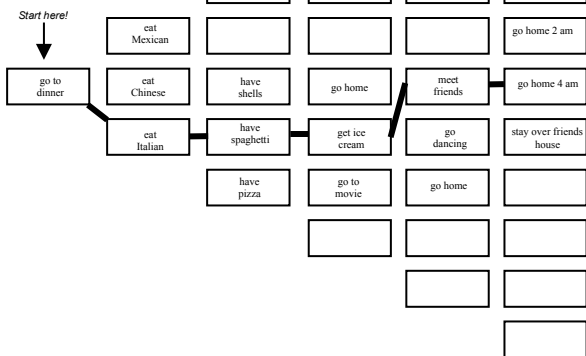 Start here!
eat
Mexican
go home 2 am
go to
dinner
eat
Chinese
have
shells
go home
meet
friends
go home 4 am
eat
Italian
have
spaghetti
get ice
cream
go
dancing
stay over friends
house
have
pizza
go to
movie
go home